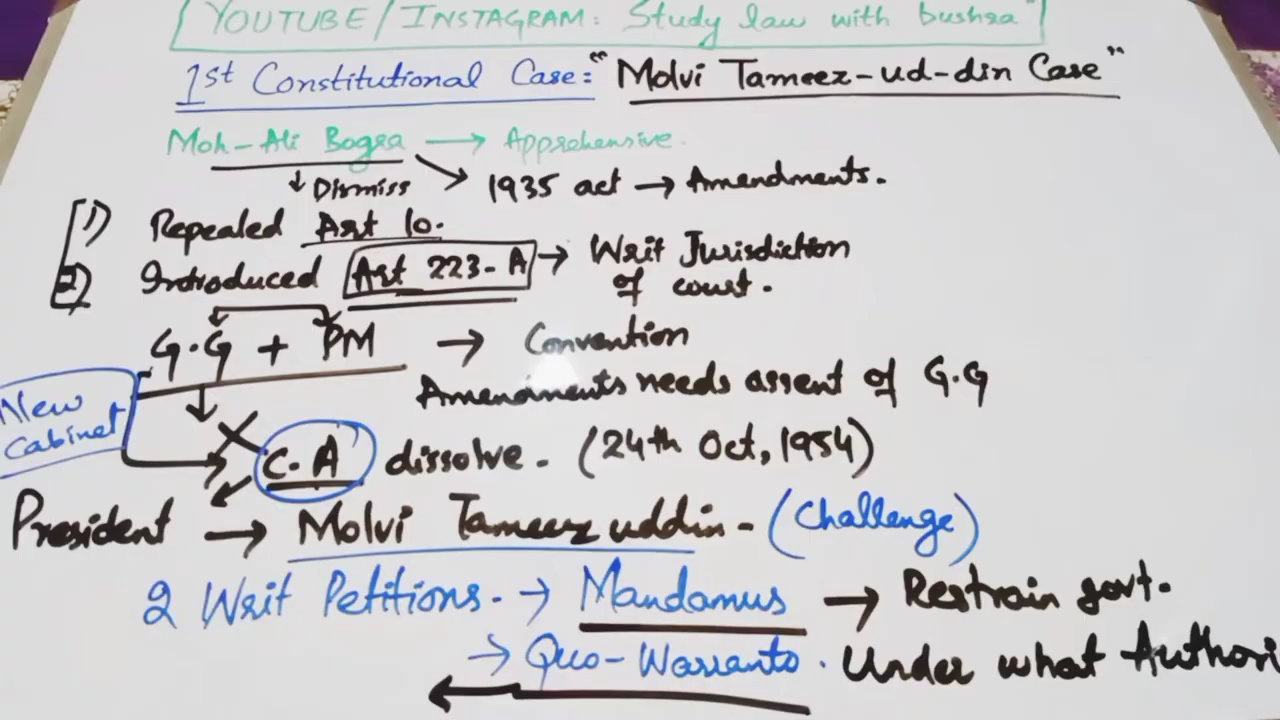 YOUTUBE/INSTAGRAM: Study law with bushra
1st Constitutional Case: "Molvi Tameez-ud-din Case"
Moh-Ali Bogra → Apprehensive.
↓ Dismiss → 1935 act → Amendments.
1) Repealed Art 10.
2) Introduced Art 223-A → Writ Jurisdiction
of court.
G.G + PM → Convention
Amendments needs assent of G.G
New
Cabinet
C.A dissolve. (24th Oct, 1954)
President → Molvi Tameez uddin - (Challenge)
2 Writ Petitions. → Mandamus → Restrain govt.
→ Quo-Warranto. Under what Authori